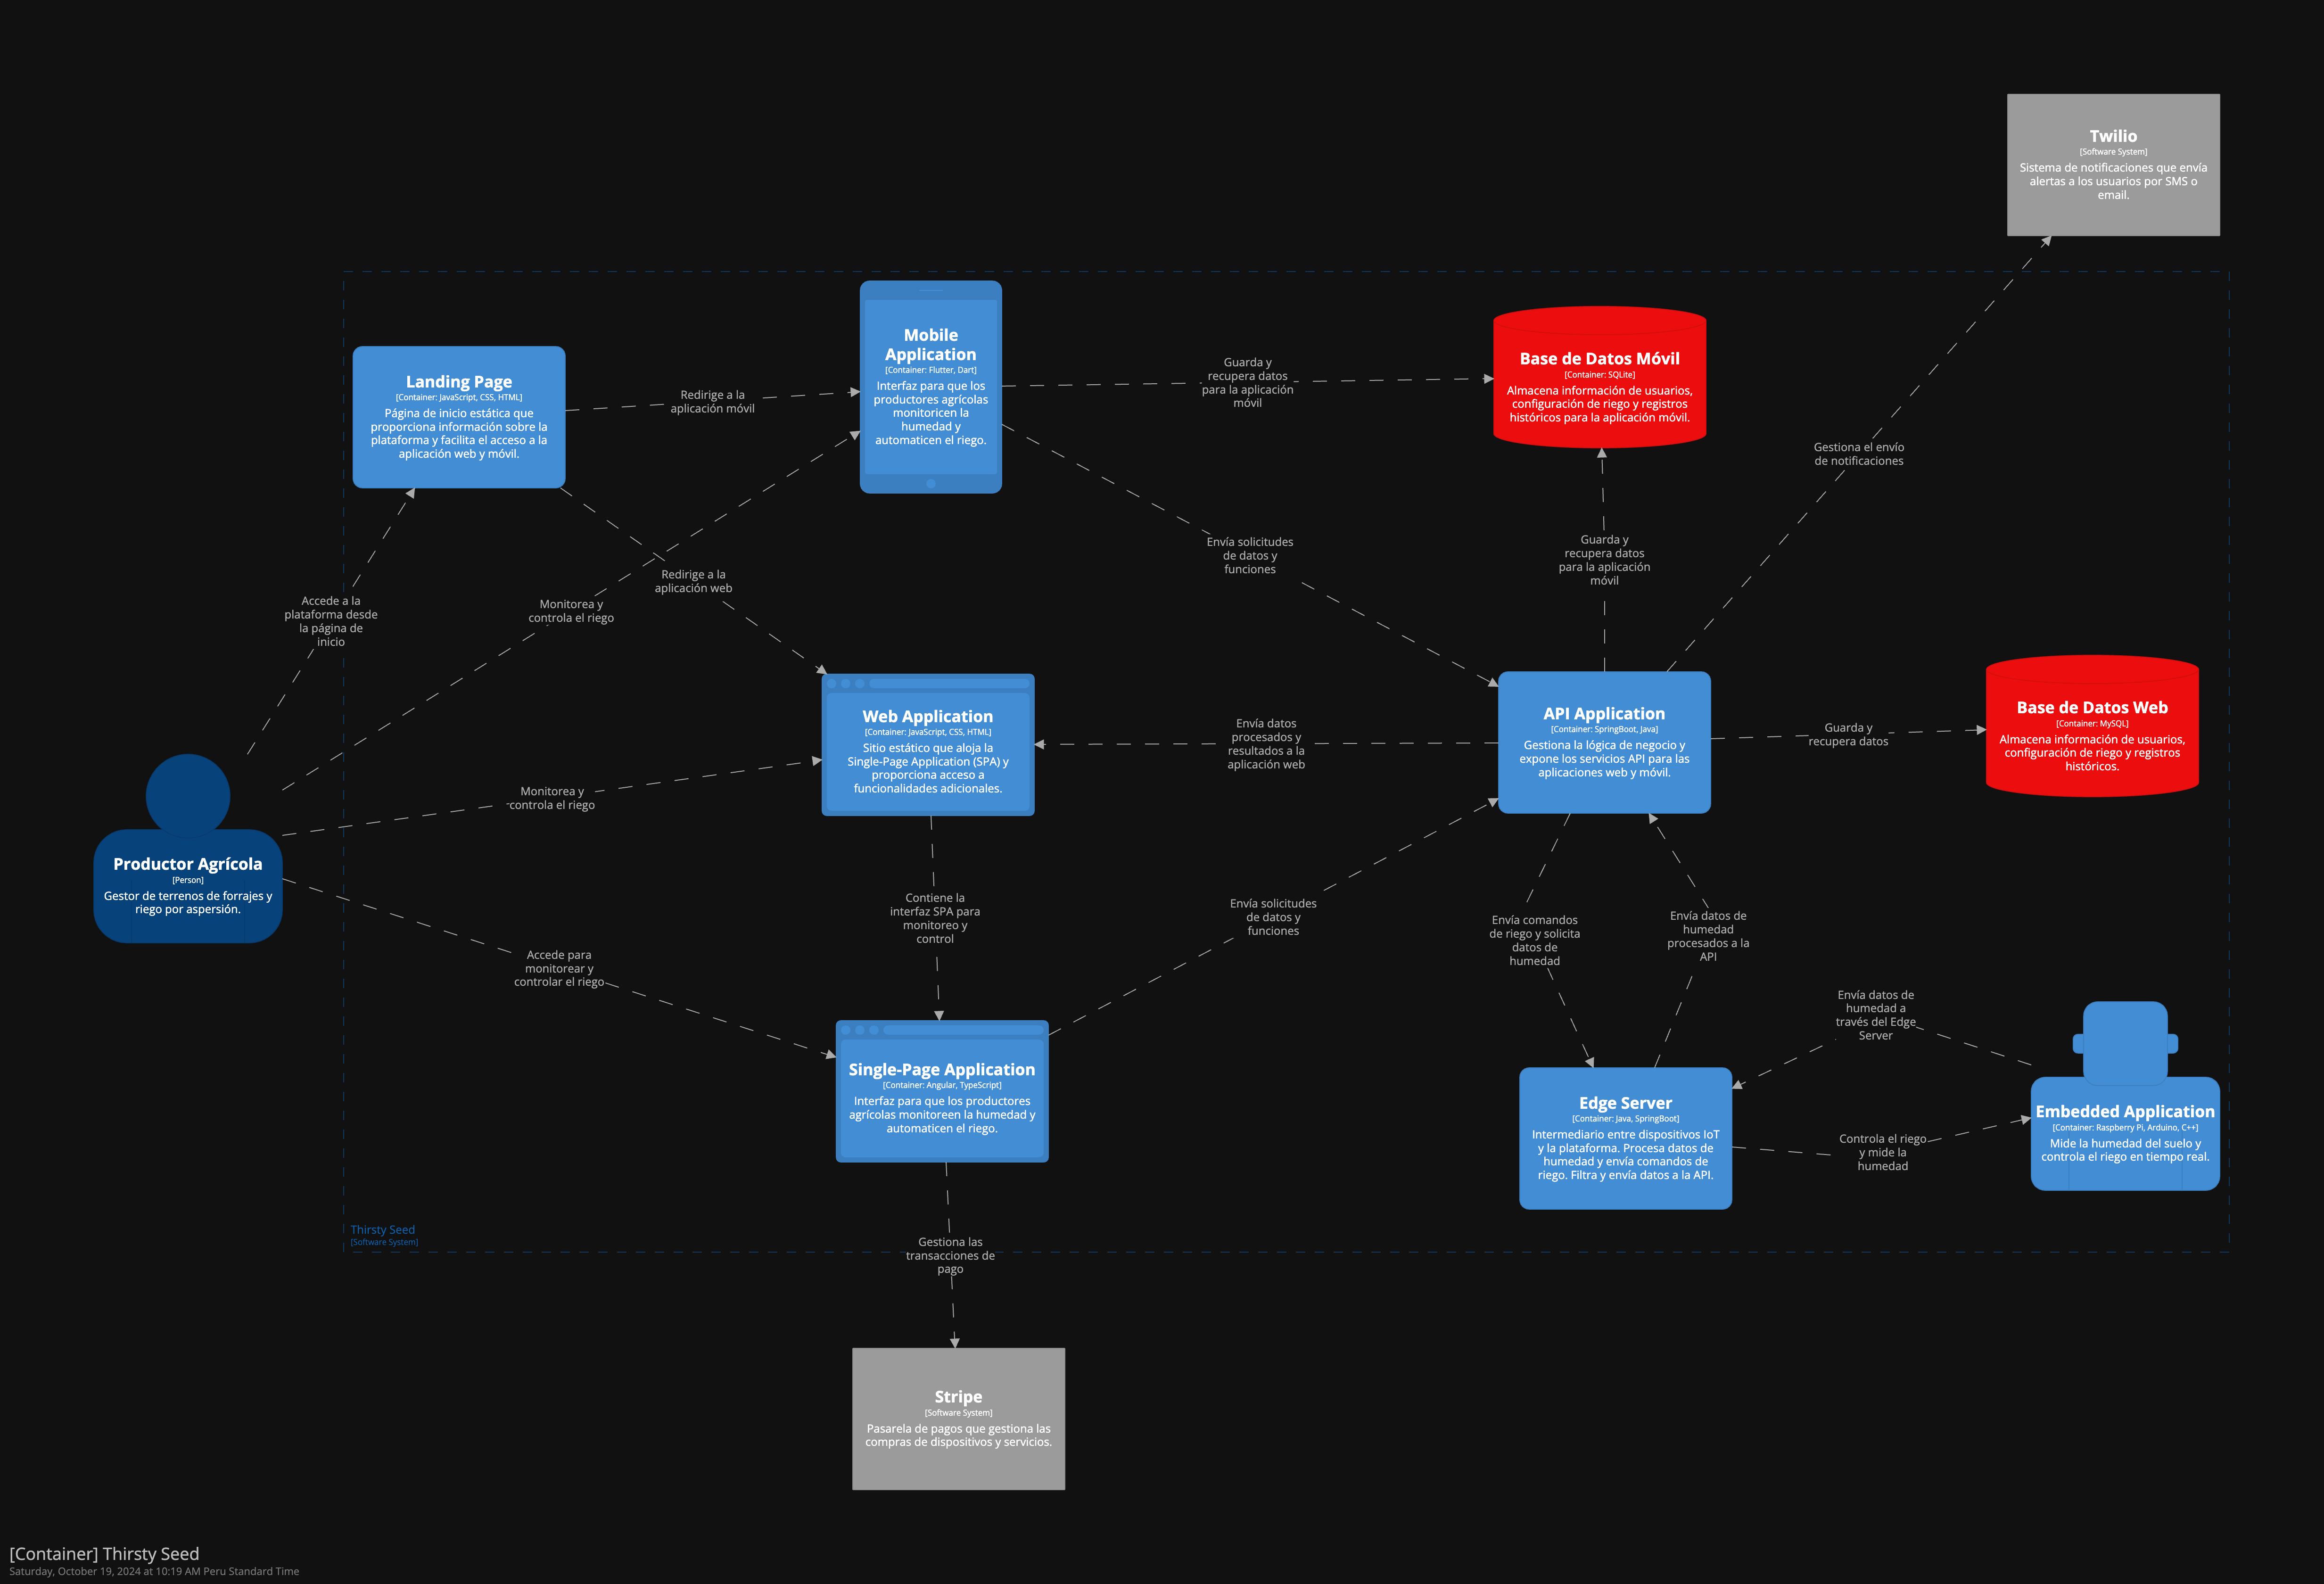 Twilio
[Software System]
Sistema de notificaciones que envía
alertas a los usuarios por SMS o
email.
Landing Page
[Container: JavaScript, CSS, HTML]
Página de inicio estática que
proporciona información sobre la
plataforma y facilita el acceso a la
aplicación web y móvil.
Redirige a la
aplicación móvil
Mobile
Application
[Container: Flutter, Dart]
Interfaz para que los
productores agrícolas
monitoricen la
humedad y
automaticen el riego.
Guarda y
recupera datos
para la aplicación
móvil
Base de Datos Móvil
[Container: SQLite]
Almacena información de usuarios,
configuración de riego y registros
históricos para la aplicación móvil.
Gestiona el envío
de notificaciones
Envía solicitudes
de datos y
funciones
Guarda y
recupera datos
para la aplicación
móvil
Redirige a la
aplicación web
Accede a la
plataforma desde
la página de
inicio
Monitorea y
controla el riego
Web Application
[Container: JavaScript, CSS, HTML]
Sitio estático que aloja la
Single-Page Application (SPA) y
proporciona acceso a
funcionalidades adicionales.
Envía datos
procesados y
resultados a la
aplicación web
API Application
[Container: SpringBoot, Java]
Gestiona la lógica de negocio y
expone los servicios API para las
aplicaciones web y móvil.
Guarda y
recupera datos
Base de Datos Web
[Container: MySQL]
Almacena información de usuarios,
configuración de riego y registros
históricos.
Monitorea y
controla el riego
Productor Agrícola
[Person]
Gestor de terrenos de forrajes y
riego por aspersión.
Contiene la
interfaz SPA para
monitoreo y
control
Envía solicitudes
de datos y
funciones
Envía comandos
de riego y solicita
datos de
humedad
Envía datos de
humedad
procesados a la
API
Accede para
monitorear y
controlar el riego
Envía datos de
humedad a
través del Edge
Server
Single-Page Application
[Container: Angular, TypeScript]
Interfaz para que los productores
agrícolas monitoreen la humedad y
automaticen el riego.
Edge Server
[Container: Java, SpringBoot]
Intermediario entre dispositivos IoT
y la plataforma. Procesa datos de
humedad y envía comandos de
riego. Filtra y envía datos a la API.
Controla el riego
y mide la
humedad
Embedded Application
[Container: Raspberry Pi, Arduino, C++]
Mide la humedad del suelo y
controla el riego en tiempo real.
Thirsty Seed
[Software System]
Gestiona las
transacciones de
pago
Stripe
[Software System]
Pasarela de pagos que gestiona las
compras de dispositivos y servicios.
[Container] Thirsty Seed
Saturday, October 19, 2024 at 10:19 AM Peru Standard Time